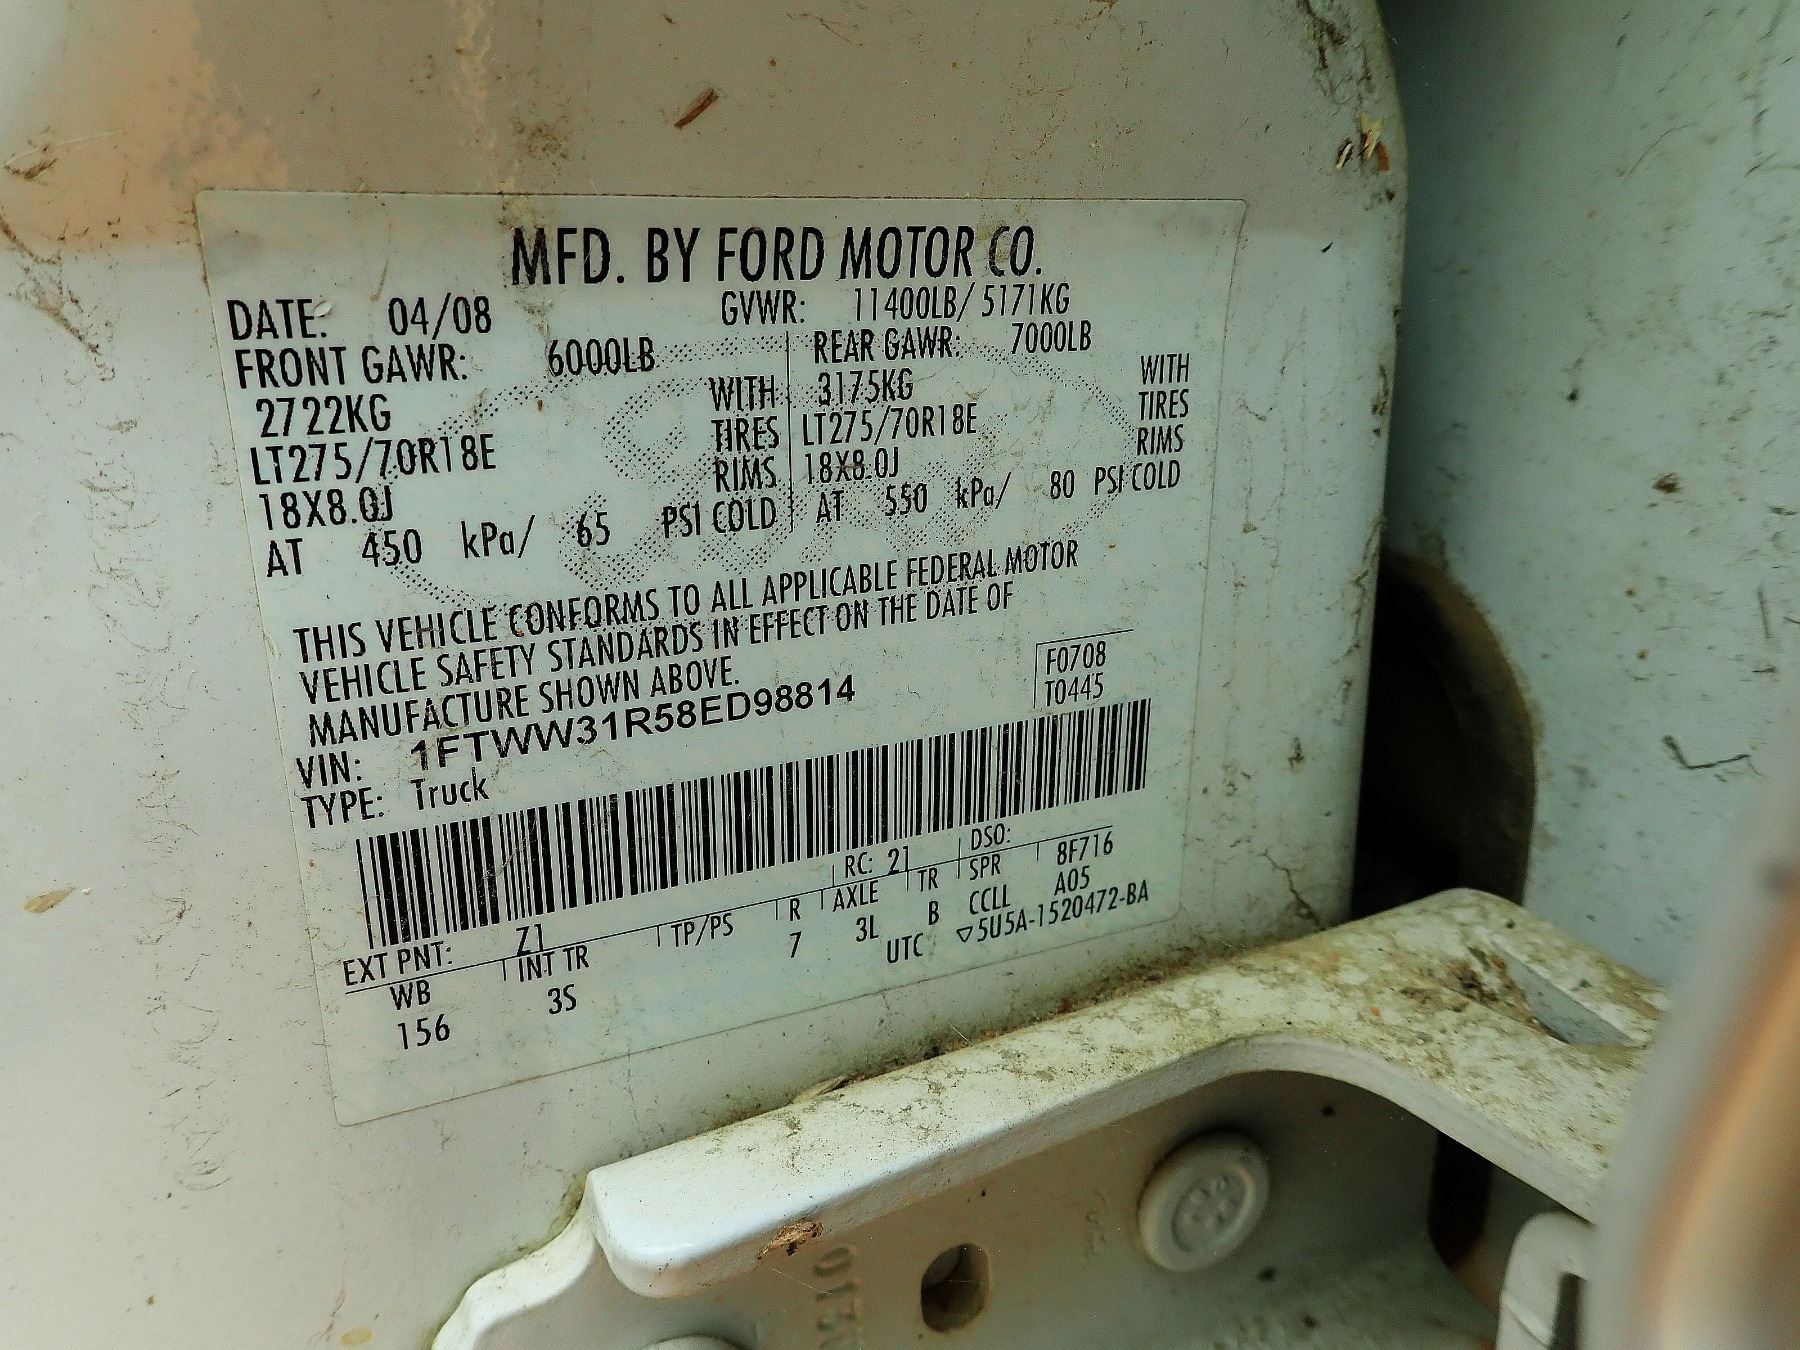 MFD. BY FORD MOTOR CO.
DATE: 04/08 GVWR: 11400LB/ 5171KG
FRONT GAWR: 6000LB REAR GAWR: 7000LB
2722KG WITH 3175KG WITH
LT275/70R18E TIRES LT275/70R18E TIRES
18X8.0J RIMS 18X8.0J RIMS
AT 450 kPa/ 65 PSI COLD AT 550 kPa/ 80 PSI COLD
THIS VEHICLE CONFORMS TO ALL APPLICABLE FEDERAL MOTOR
VEHICLE SAFETY STANDARDS IN EFFECT ON THE DATE OF
MANUFACTURE SHOWN ABOVE.
F0708
VIN: 1FTWW31R58ED98814 T0445
TYPE: Truck
EXT PNT: Z1 RC: 21 DSO:
WB INT TR TP/PS R AXLE TR SPR 8F716
156 3S 7 3L B CCLL A05
UTC ▽5U5A-1520472-BA